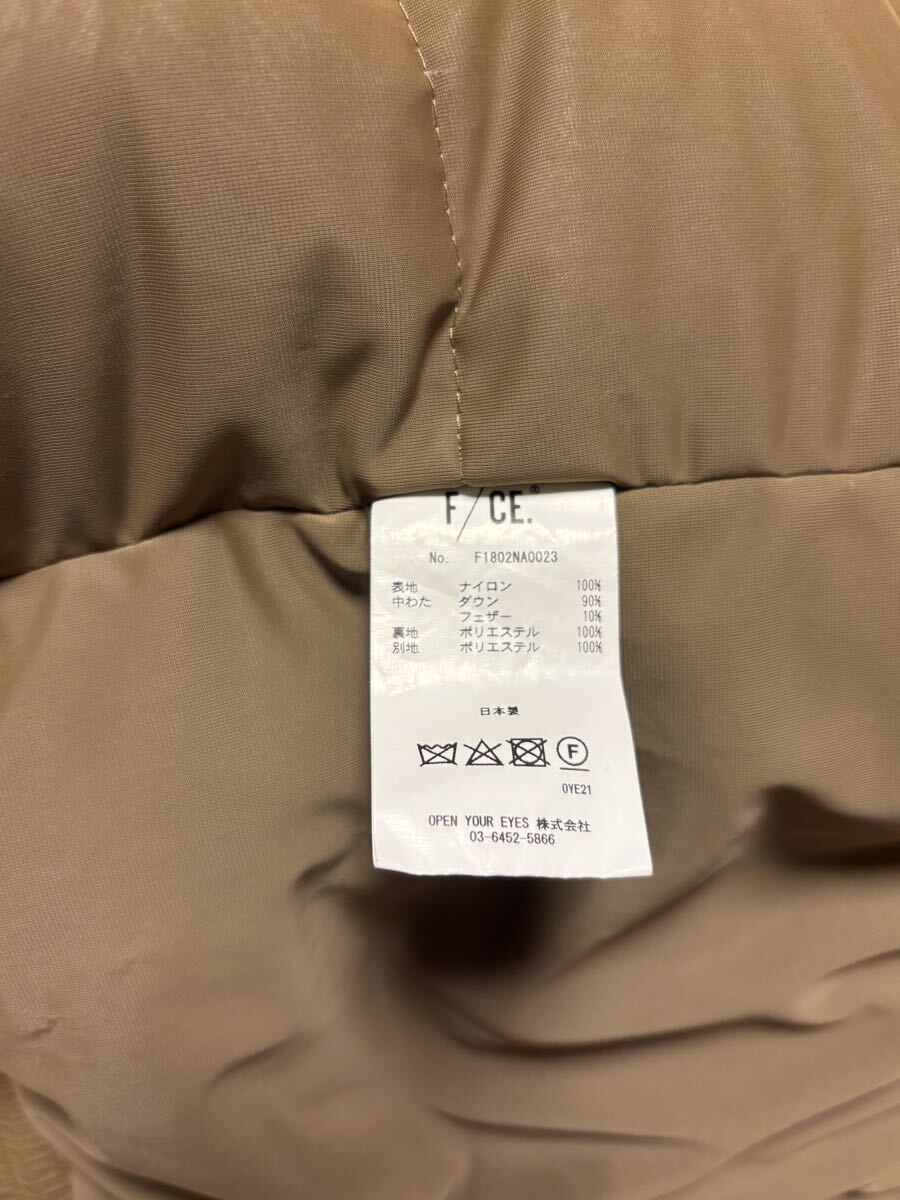 F/CE.®
No. F1802NA0023
表地 ナイロン 100%
中わた ダウン 90%
フェザー 10%
裏地 ポリエステル 100%
別地 ポリエステル 100%
日本製
F
OYE21
OPEN YOUR EYES 株式会社
03-6452-5866